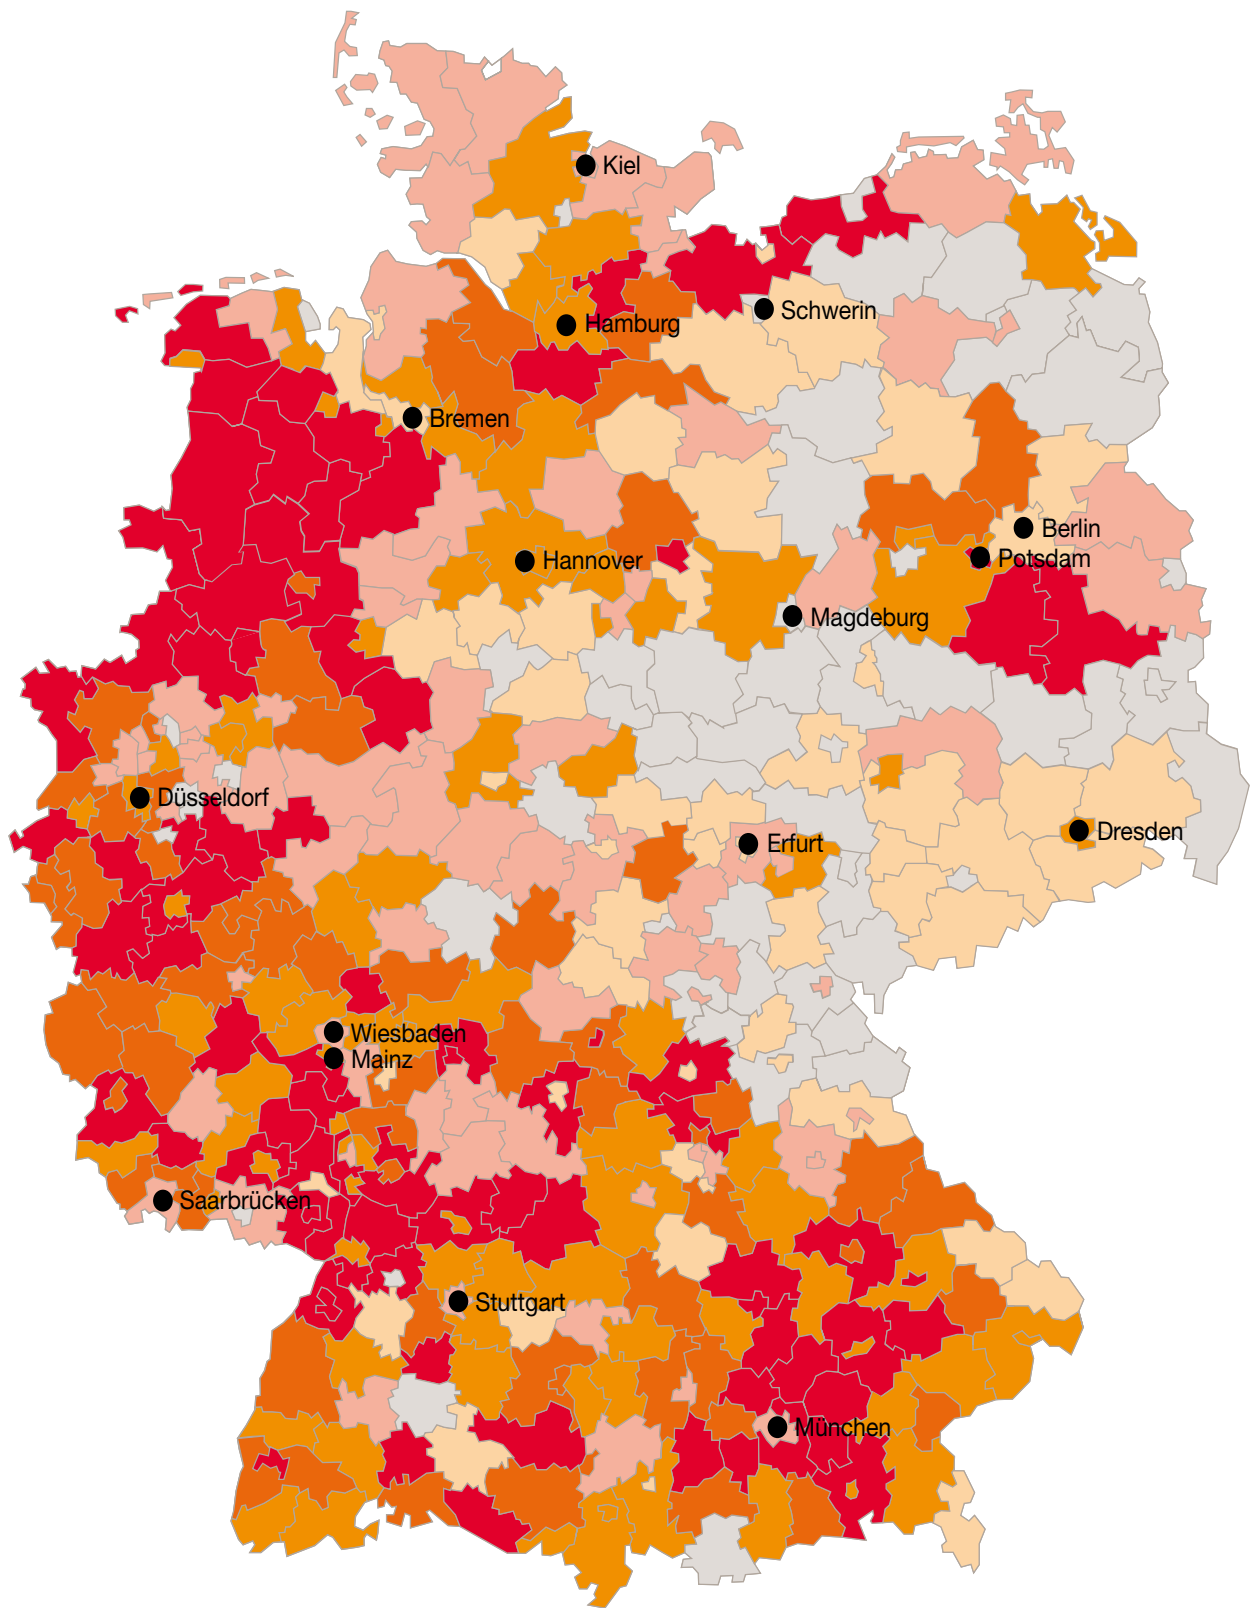 Kiel
Schwerin
Hamburg
Bremen
Berlin
Hannover
Potsdam
Magdeburg
Düsseldorf
Dresden
Erfurt
Wiesbaden
Mainz
Saarbrücken
Stuttgart
München